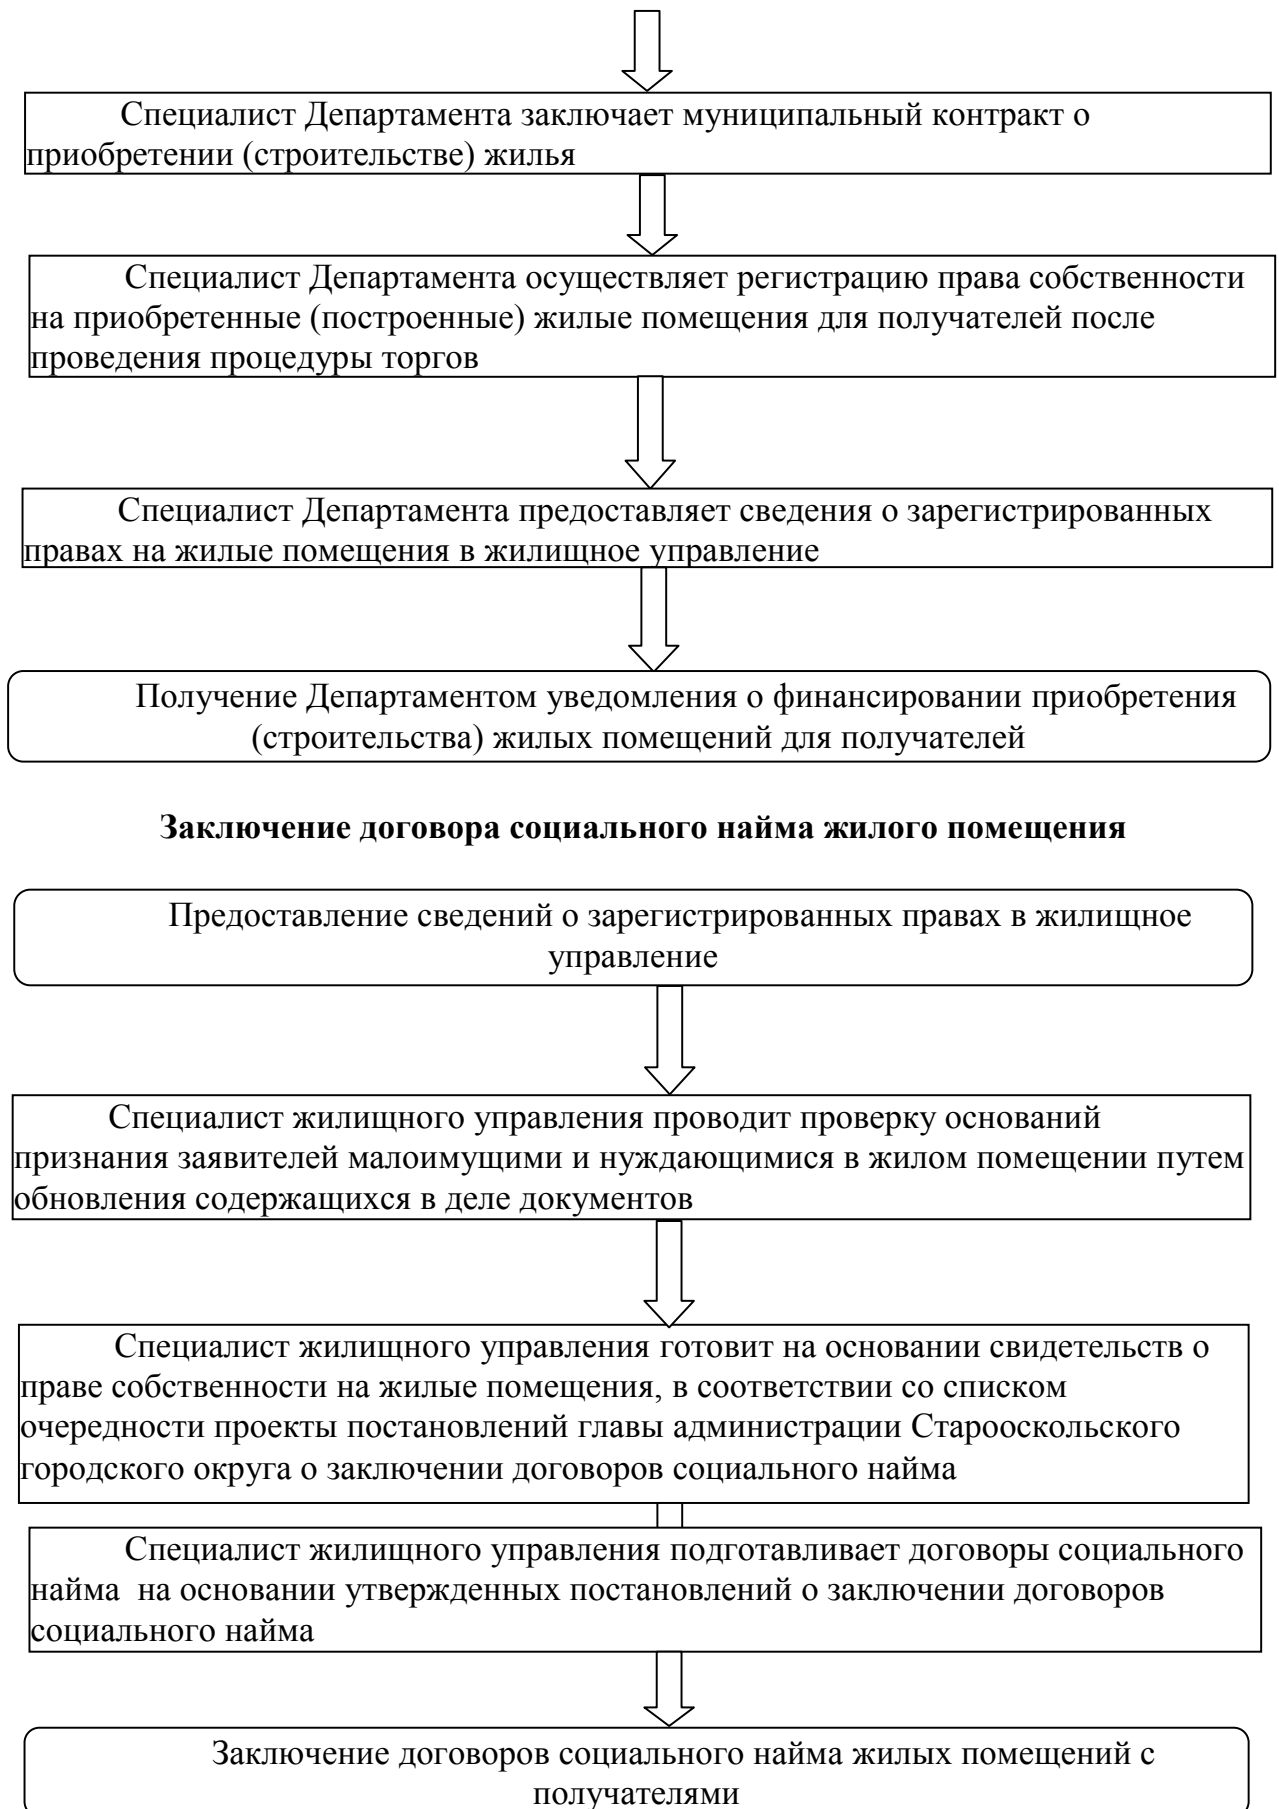 Специалист Департамента заключает муниципальный контракт о
приобретении (строительстве) жилья
Специалист Департамента осуществляет регистрацию права собственности
на приобретенные (построенные) жилые помещения для получателей после
проведения процедуры торгов
Специалист Департамента предоставляет сведения о зарегистрированных
правах на жилые помещения в жилищное управление
Получение Департаментом уведомления о финансировании приобретения
(строительства) жилых помещений для получателей
Заключение договора социального найма жилого помещения
Предоставление сведений о зарегистрированных правах в жилищное
управление
Специалист жилищного управления проводит проверку оснований
признания заявителей малоимущими и нуждающимися в жилом помещении путем
обновления содержащихся в деле документов
Специалист жилищного управления готовит на основании свидетельств о
праве собственности на жилые помещения, в соответствии со списком
очередности проекты постановлений главы администрации Старооскольского
городского округа о заключении договоров социального найма
Специалист жилищного управления подготавливает договоры социального
найма на основании утвержденных постановлений о заключении договоров
социального найма
Заключение договоров социального найма жилых помещений с
получателями